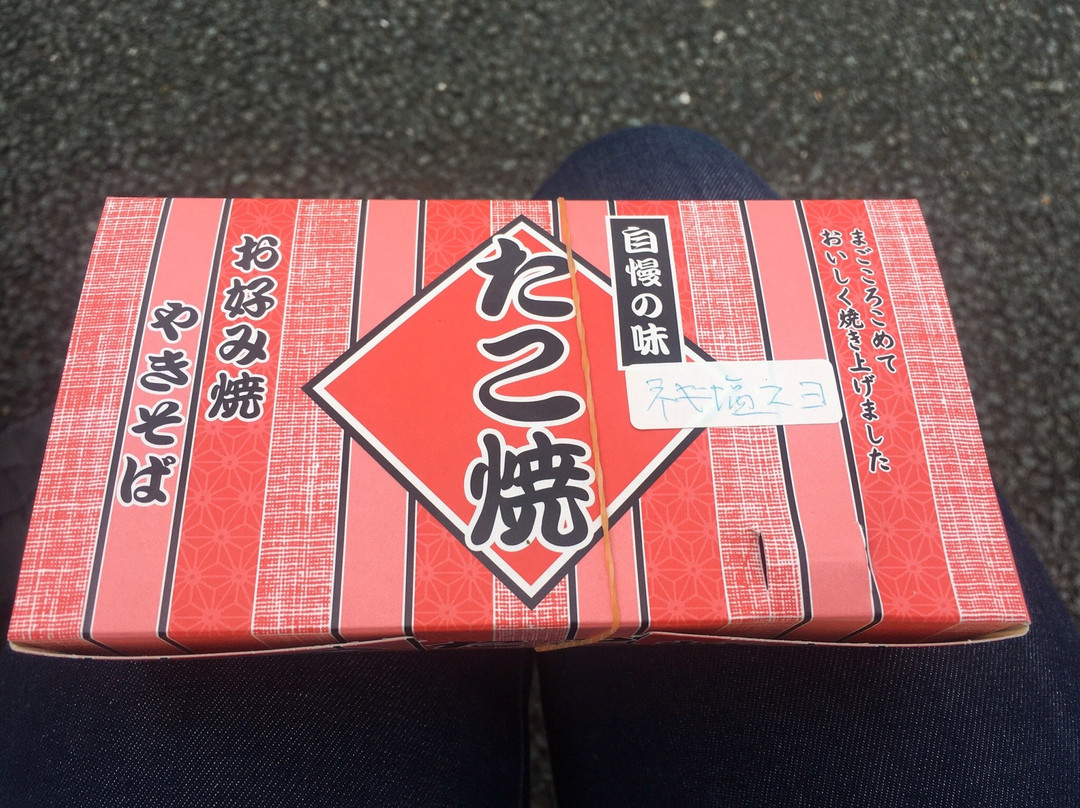 まごころこめて
おいしく焼き上げました
自慢の味
たこ焼
お好み焼
やきそば